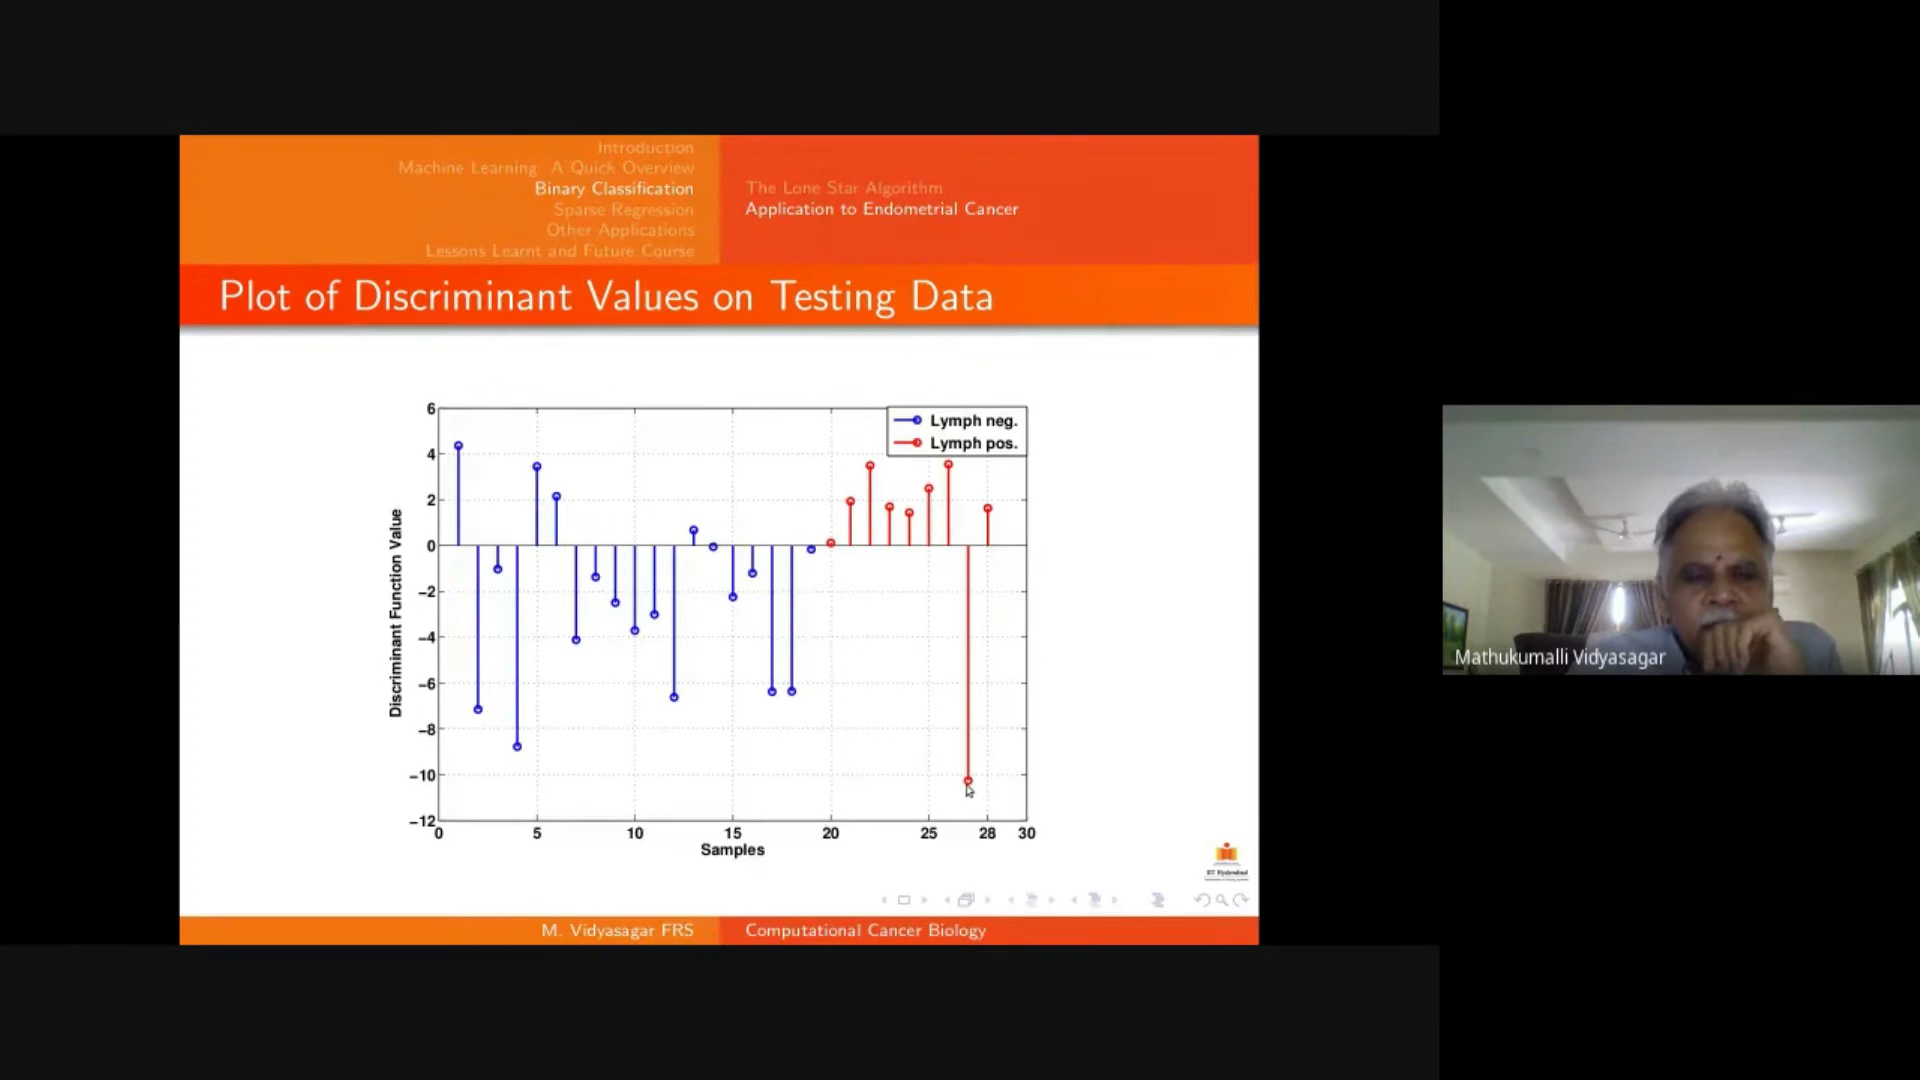 Introduction
Machine Learning: A Quick Overview
Binary Classification
Sparse Regression
Other Applications
Lessons Learnt and Future Course
The Lone Star Algorithm
Application to Endometrial Cancer
Plot of Discriminant Values on Testing Data
Lymph neg.
Lymph pos.
6
4
2
0
−2
−4
−6
−8
−10
−12
Discriminant Function Value
0 5 10 15 20 25 28 30
Samples
IIT Hyderabad
M. Vidyasagar FRS
Computational Cancer Biology
Mathukumalli Vidyasagar